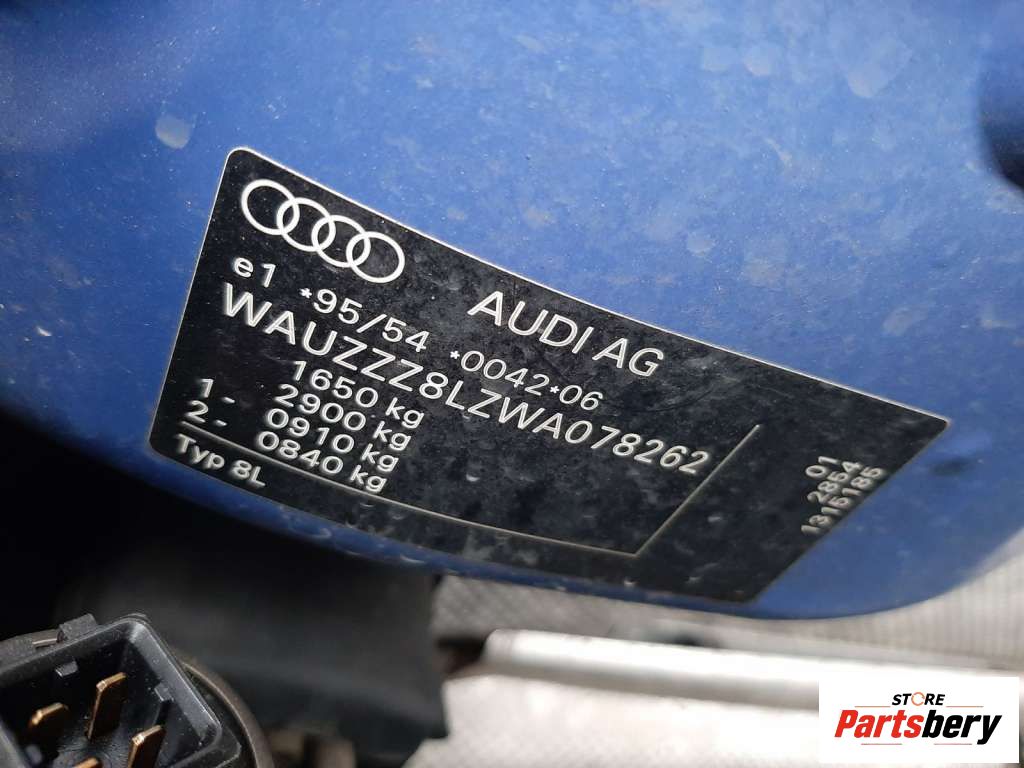 AUDI AG
e1 *95/54 *0042*06
WAUZZZ8LZWA078262
1650 kg
2900 kg
1- 0910 kg
2- 0840 kg
Typ 8L
01
2854
1315185
STORE
Partsbery